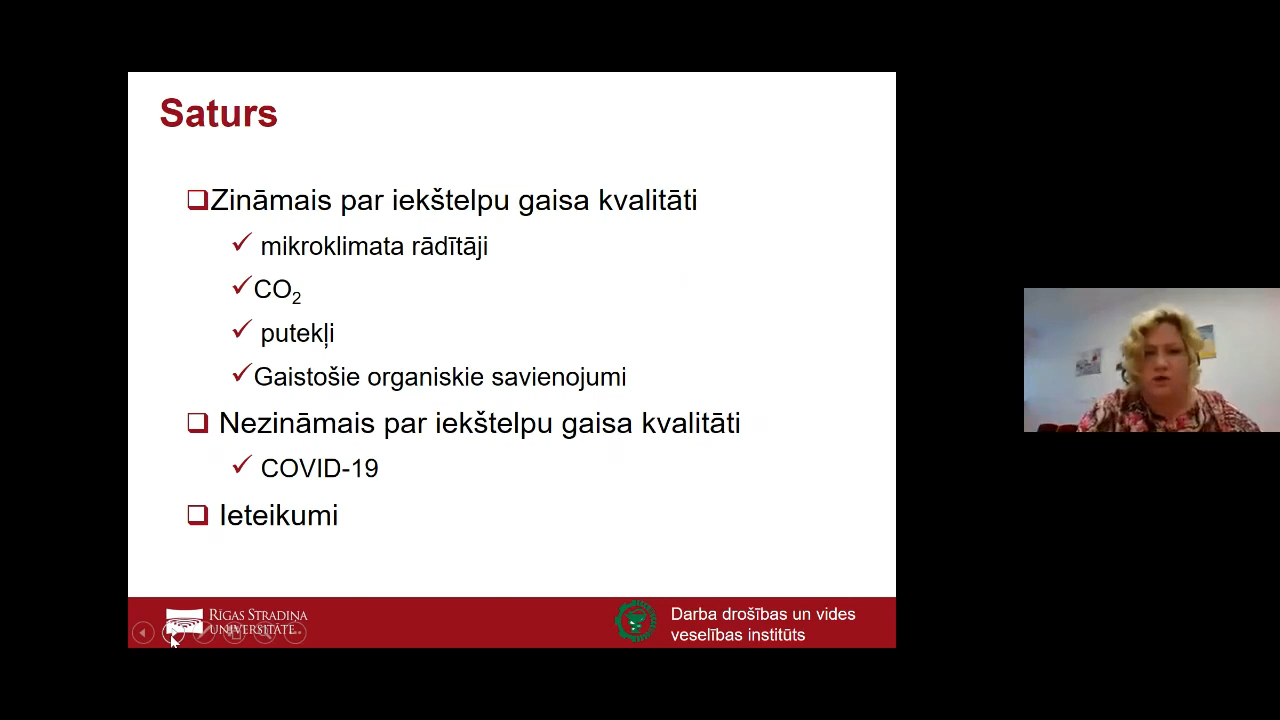 Saturs
Zināmais par iekštelpu gaisa kvalitāti
mikroklimata rādītāji
CO₂
putekļi
Gaistošie organiskie savienojumi
Nezināmais par iekštelpu gaisa kvalitāti
COVID-19
Ieteikumi
RĪGAS STRADIŅA
UNIVERSITĀTE
Darba drošības un vides
veselības institūts